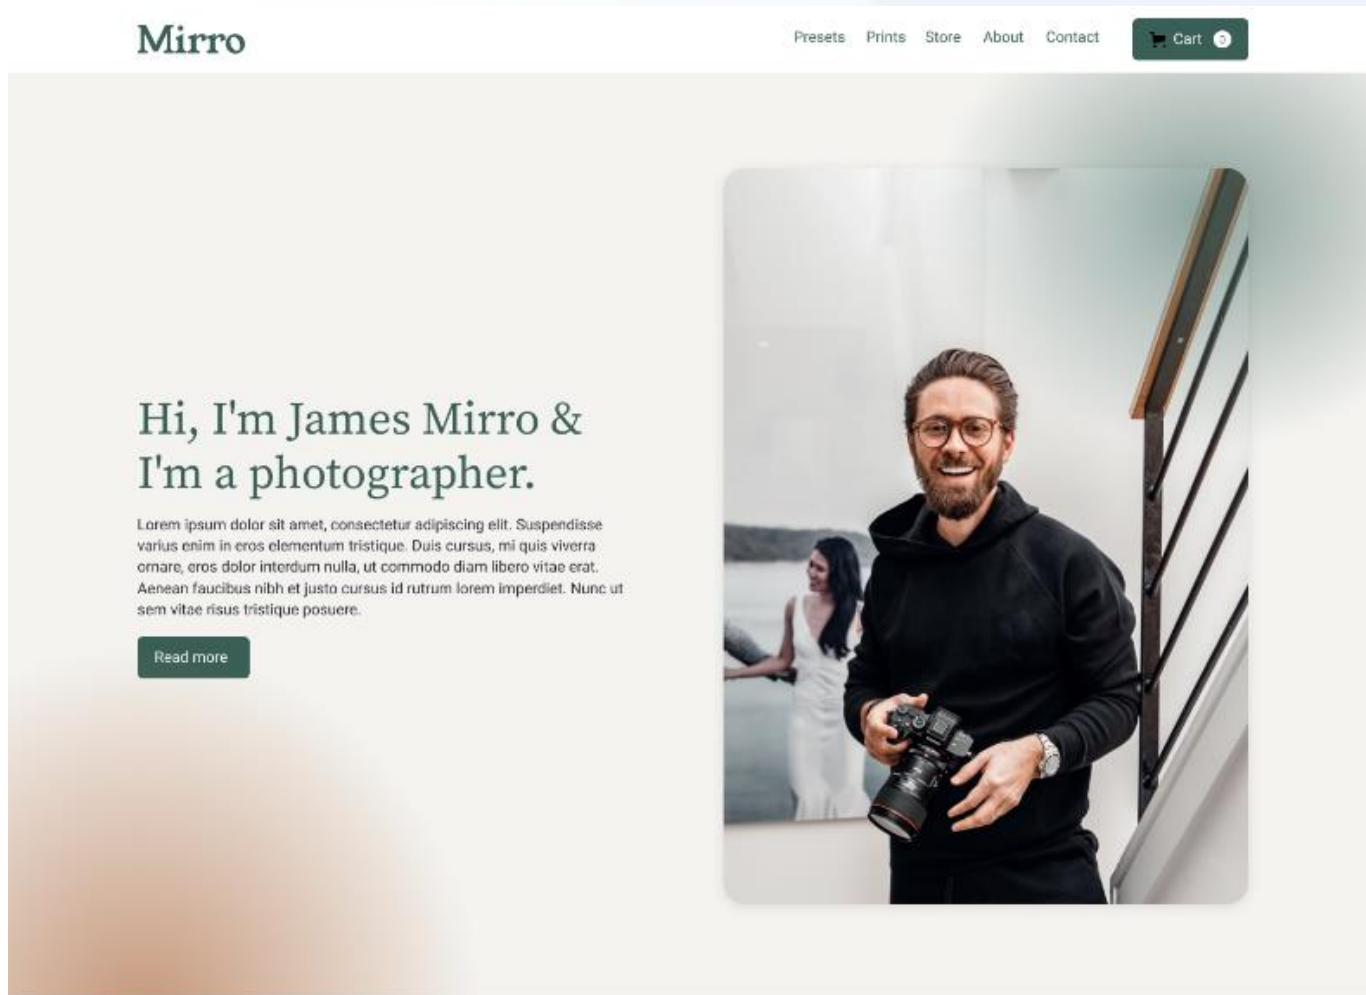 Mirro
Presets Prints Store About Contact Cart 0
Hi, I'm James Mirro &
I'm a photographer.
Lorem ipsum dolor sit amet, consectetur adipiscing elit. Suspendisse
varius enim in eros elementum tristique. Duis cursus, mi quis viverra
ornare, eros dolor interdum nulla, ut commodo diam libero vitae erat.
Aenean faucibus nibh et justo cursus id rutrum lorem imperdiet. Nunc ut
sem vitae risus tristique posuere.
Read more